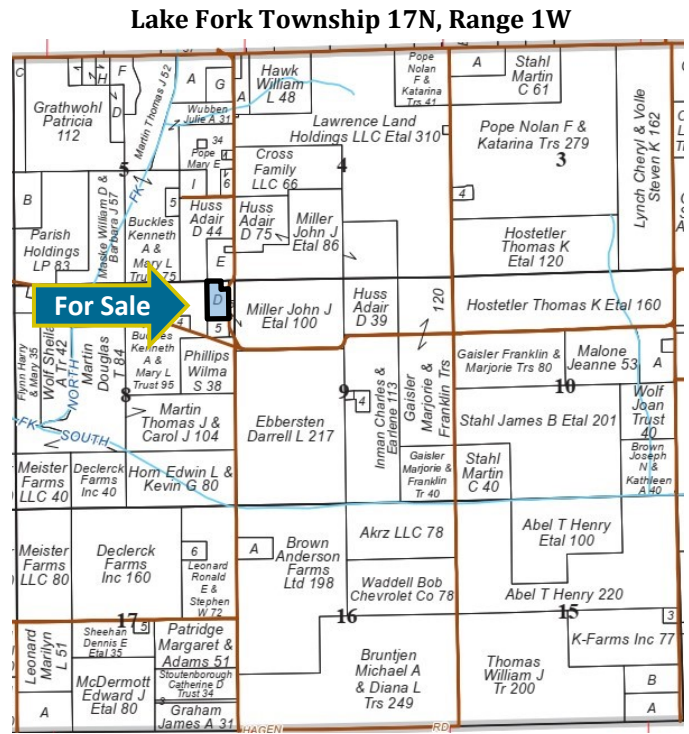 Lake Fork Township 17N, Range 1W
C
H
F
A
G
D
Martin Thomas J 52
Grathwohl
Patricia
112
Wubben
Julie A 31
34
Pope
Mary E
5
I
6
B
5
Parish
Holdings
LP 83
Maske William D &
Barbara J 57
FK
Buckles
Kenneth
A &
Mary L
Trust 75
Huss
Adair
D 44
E
A
Hawk
William
L 48
Pope
Nolan
F &
Katarina
Trs 41
Lawrence Land
Holdings LLC Etal 310
Cross
Family
LLC 66
4
Huss
Adair
D 75
Miller
John J
Etal 86
A
Stahl
Martin
C 61
Pope Nolan F &
Katarina Trs 279
3
4
Hostetler
Thomas K
Etal 120
Lynch Cheryl & Volle
Steven K 162
For Sale
D
4
5
Miller John J
Etal 100
Huss
Adair
D 39
120
Hostetler Thomas K Etal 160
Flynn Harry
& Mary 35
Wolf Sheila
A Tr 42
NORTH
Martin
Douglas
T 84
Buckles
Kenneth
A &
Mary L
Trust 95
Phillips
Wilma
S 38
8
Martin
Thomas J &
Carol J 104
FK
SOUTH
9
4
Ebbersten
Darrell L 217
Inman Charles &
Earlene 113
Gaisler
Marjorie &
Franklin Trs
Gaisler
Marjorie &
Franklin
Tr 40
Gaisler Franklin &
Marjorie Trs 80
Malone
Jeanne 53
A
10
Stahl James B Etal 201
Wolf
Joan
Trust
40
Stahl
Martin
C 40
Brown
Joseph
N &
Kathleen
A 40
Meister
Farms
LLC 40
Declerck
Farms
Inc 40
Horn Edwin L &
Kevin G 80
Meister
Farms
LLC 80
Declerck
Farms
Inc 160
6
Leonard
Ronald
E &
Stephen
W 72
A
Brown
Anderson
Farms
Ltd 198
Akrz LLC 78
Waddell Bob
Chevrolet Co 78
Abel T Henry
Etal 100
Abel T Henry 220
17
16
15
Leonard
Marilyn
L 51
Sheehan
Dennis E
Etal 35
5
Patridge
Margaret &
Adams 51
McDermott
Edward J
Etal 80
Stoutenborough
Catherine D
Trust 34
3
Graham
James A 31
A
Bruntjen
Michael A
& Diana L
Trs 249
Thomas
William J
Tr 200
3
K-Farms Inc 77
B
A
HAGEN
RD